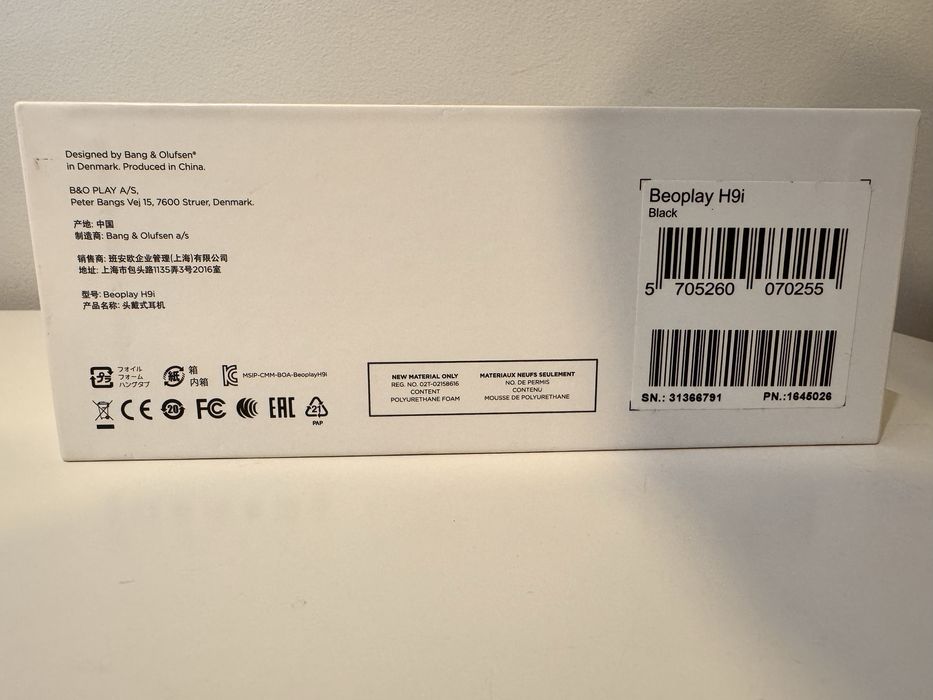 Designed by Bang & Olufsen®
in Denmark. Produced in China.
B&O PLAY A/S,
Peter Bangs Vej 15, 7600 Struer, Denmark.
产地: 中国
制造商: Bang & Olufsen a/s
销售商: 班安欧企业管理(上海)有限公司
地址: 上海市包头路1135弄3号2016室
型号: Beoplay H9i
产品名称: 头戴式耳机
プラ
フォイル
フォーム
ハングタブ
紙
箱
内箱
MSIP-CMM-BOA-BeoplayH9i
CE
20
FC
EAC
21
PAP
NEW MATERIAL ONLY
REG. NO. 02T-02158616
CONTENT
POLYURETHANE FOAM
MATERIAUX NEUFS SEULEMENT
NO. DE PERMIS
CONTENU
MOUSSE DE POLYURETHANE
Beoplay H9i
Black
5 705260 070255
SN.: 31366791 PN.:1645026